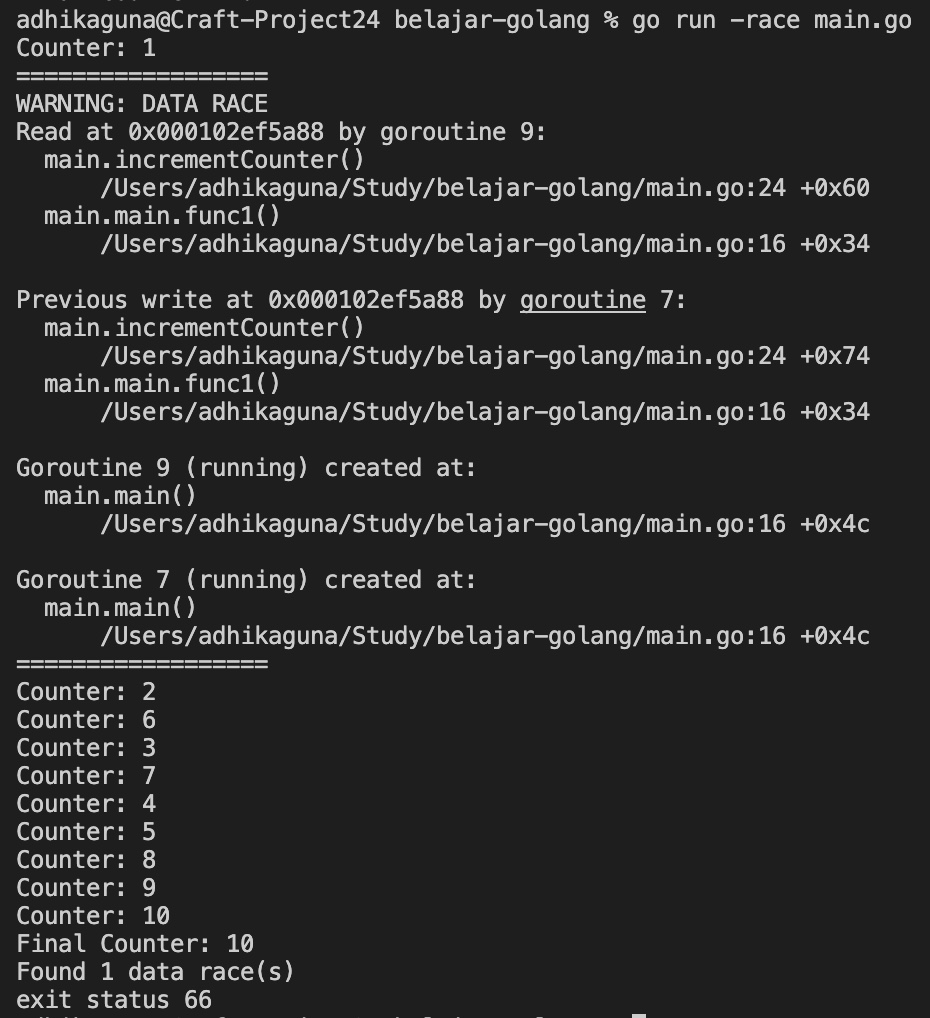 adhikaguna@Craft-Project24 belajar-golang % go run -race main.go
Counter: 1
==================
WARNING: DATA RACE
Read at 0x000102ef5a88 by goroutine 9:
  main.incrementCounter()
      /Users/adhikaguna/Study/belajar-golang/main.go:24 +0x60
  main.main.func1()
      /Users/adhikaguna/Study/belajar-golang/main.go:16 +0x34

Previous write at 0x000102ef5a88 by goroutine 7:
  main.incrementCounter()
      /Users/adhikaguna/Study/belajar-golang/main.go:24 +0x74
  main.main.func1()
      /Users/adhikaguna/Study/belajar-golang/main.go:16 +0x34

Goroutine 9 (running) created at:
  main.main()
      /Users/adhikaguna/Study/belajar-golang/main.go:16 +0x4c

Goroutine 7 (running) created at:
  main.main()
      /Users/adhikaguna/Study/belajar-golang/main.go:16 +0x4c
==================
Counter: 2
Counter: 6
Counter: 3
Counter: 7
Counter: 4
Counter: 5
Counter: 8
Counter: 9
Counter: 10
Final Counter: 10
Found 1 data race(s)
exit status 66